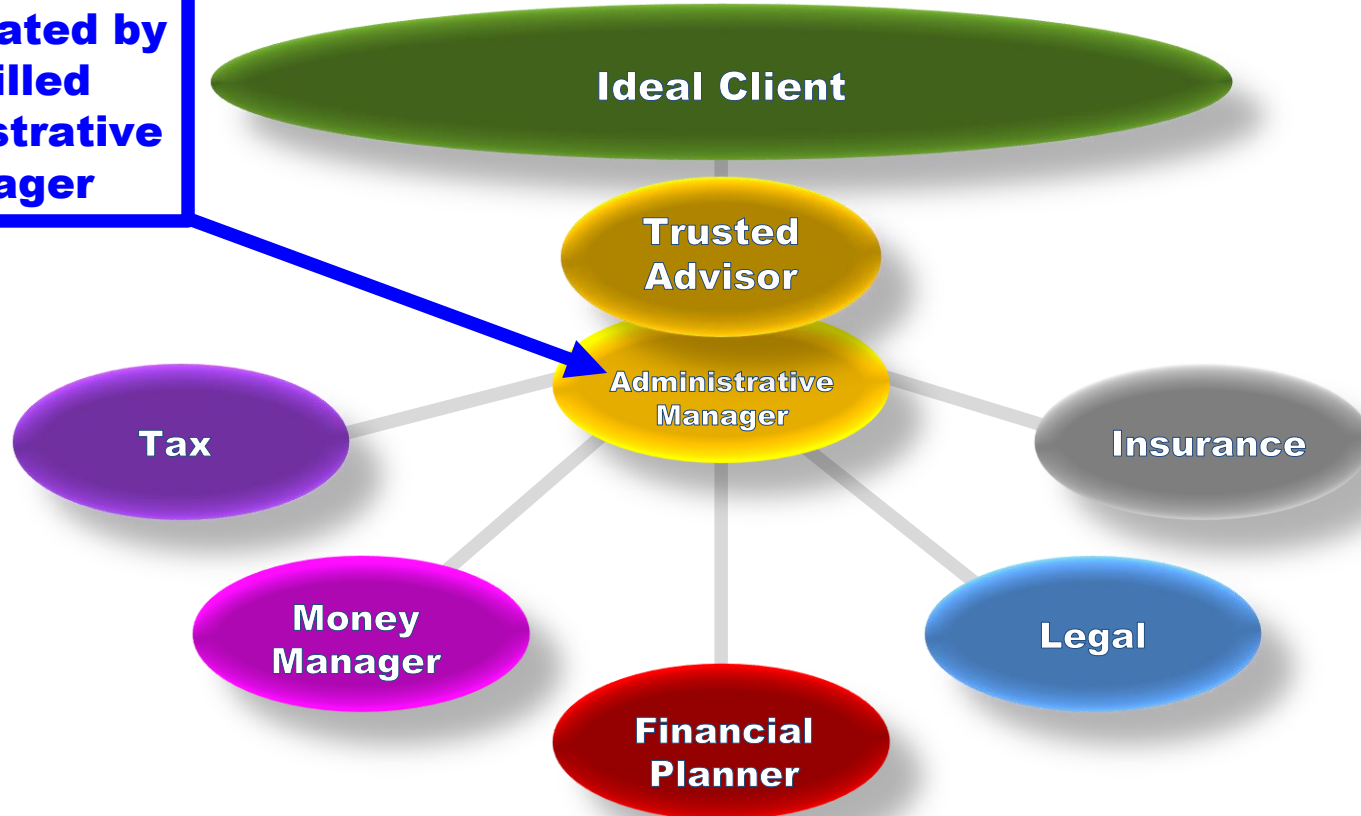 ated by
illed
strative
ager
Ideal Client
Trusted
Advisor
Administrative
Manager
Tax
Insurance
Money
Manager
Legal
Financial
Planner